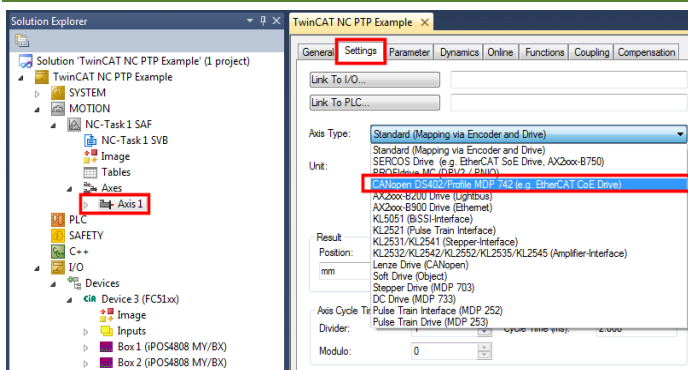 Solution Explorer
Solution 'TwinCAT NC PTP Example' (1 project)
TwinCAT NC PTP Example
SYSTEM
MOTION
NC-Task 1 SAF
NC-Task 1 SVB
Image
Tables
Axes
Axis 1
PLC
SAFETY
C++
I/O
Devices
Device 3 (FC51xx)
Image
Inputs
Box 1 (iPOS4808 MY/BX)
Box 2 (iPOS4808 MY/BX)
TwinCAT NC PTP Example
General Settings Parameter Dynamics Online Functions Coupling Compensation
Link To I/O...
Link To PLC...
Axis Type: Standard (Mapping via Encoder and Drive)
Standard (Mapping via Encoder and Drive)
SERCOS Drive (e.g. EtherCAT SoE Drive, AX2xxx-B750)
PROFIdrive MC (DPV2 / PNIO)
Unit:
CANopen DS402/Profile MDP 742 (e.g. EtherCAT CoE Drive)
AX2xxx-B200 Drive (Lightbus)
AX2xxx-B900 Drive (Ethernet)
KL5051 (BiSSI-Interface)
KL2521 (Pulse Train Interface)
KL2531/KL2541 (Stepper-Interface)
KL2532/KL2542/KL2552/KL2535/KL2545 (Amplifier-Interface)
Lenze Drive (CANopen)
Soft Drive (Object)
Stepper Drive (MDP 703)
DC Drive (MDP 733)
Pulse Train Interface (MDP 252)
Pulse Train Drive (MDP 253)
Result
Position:
mm
Axis Cycle
Divider: Cycle Time (ms): 2.000
Modulo: 0